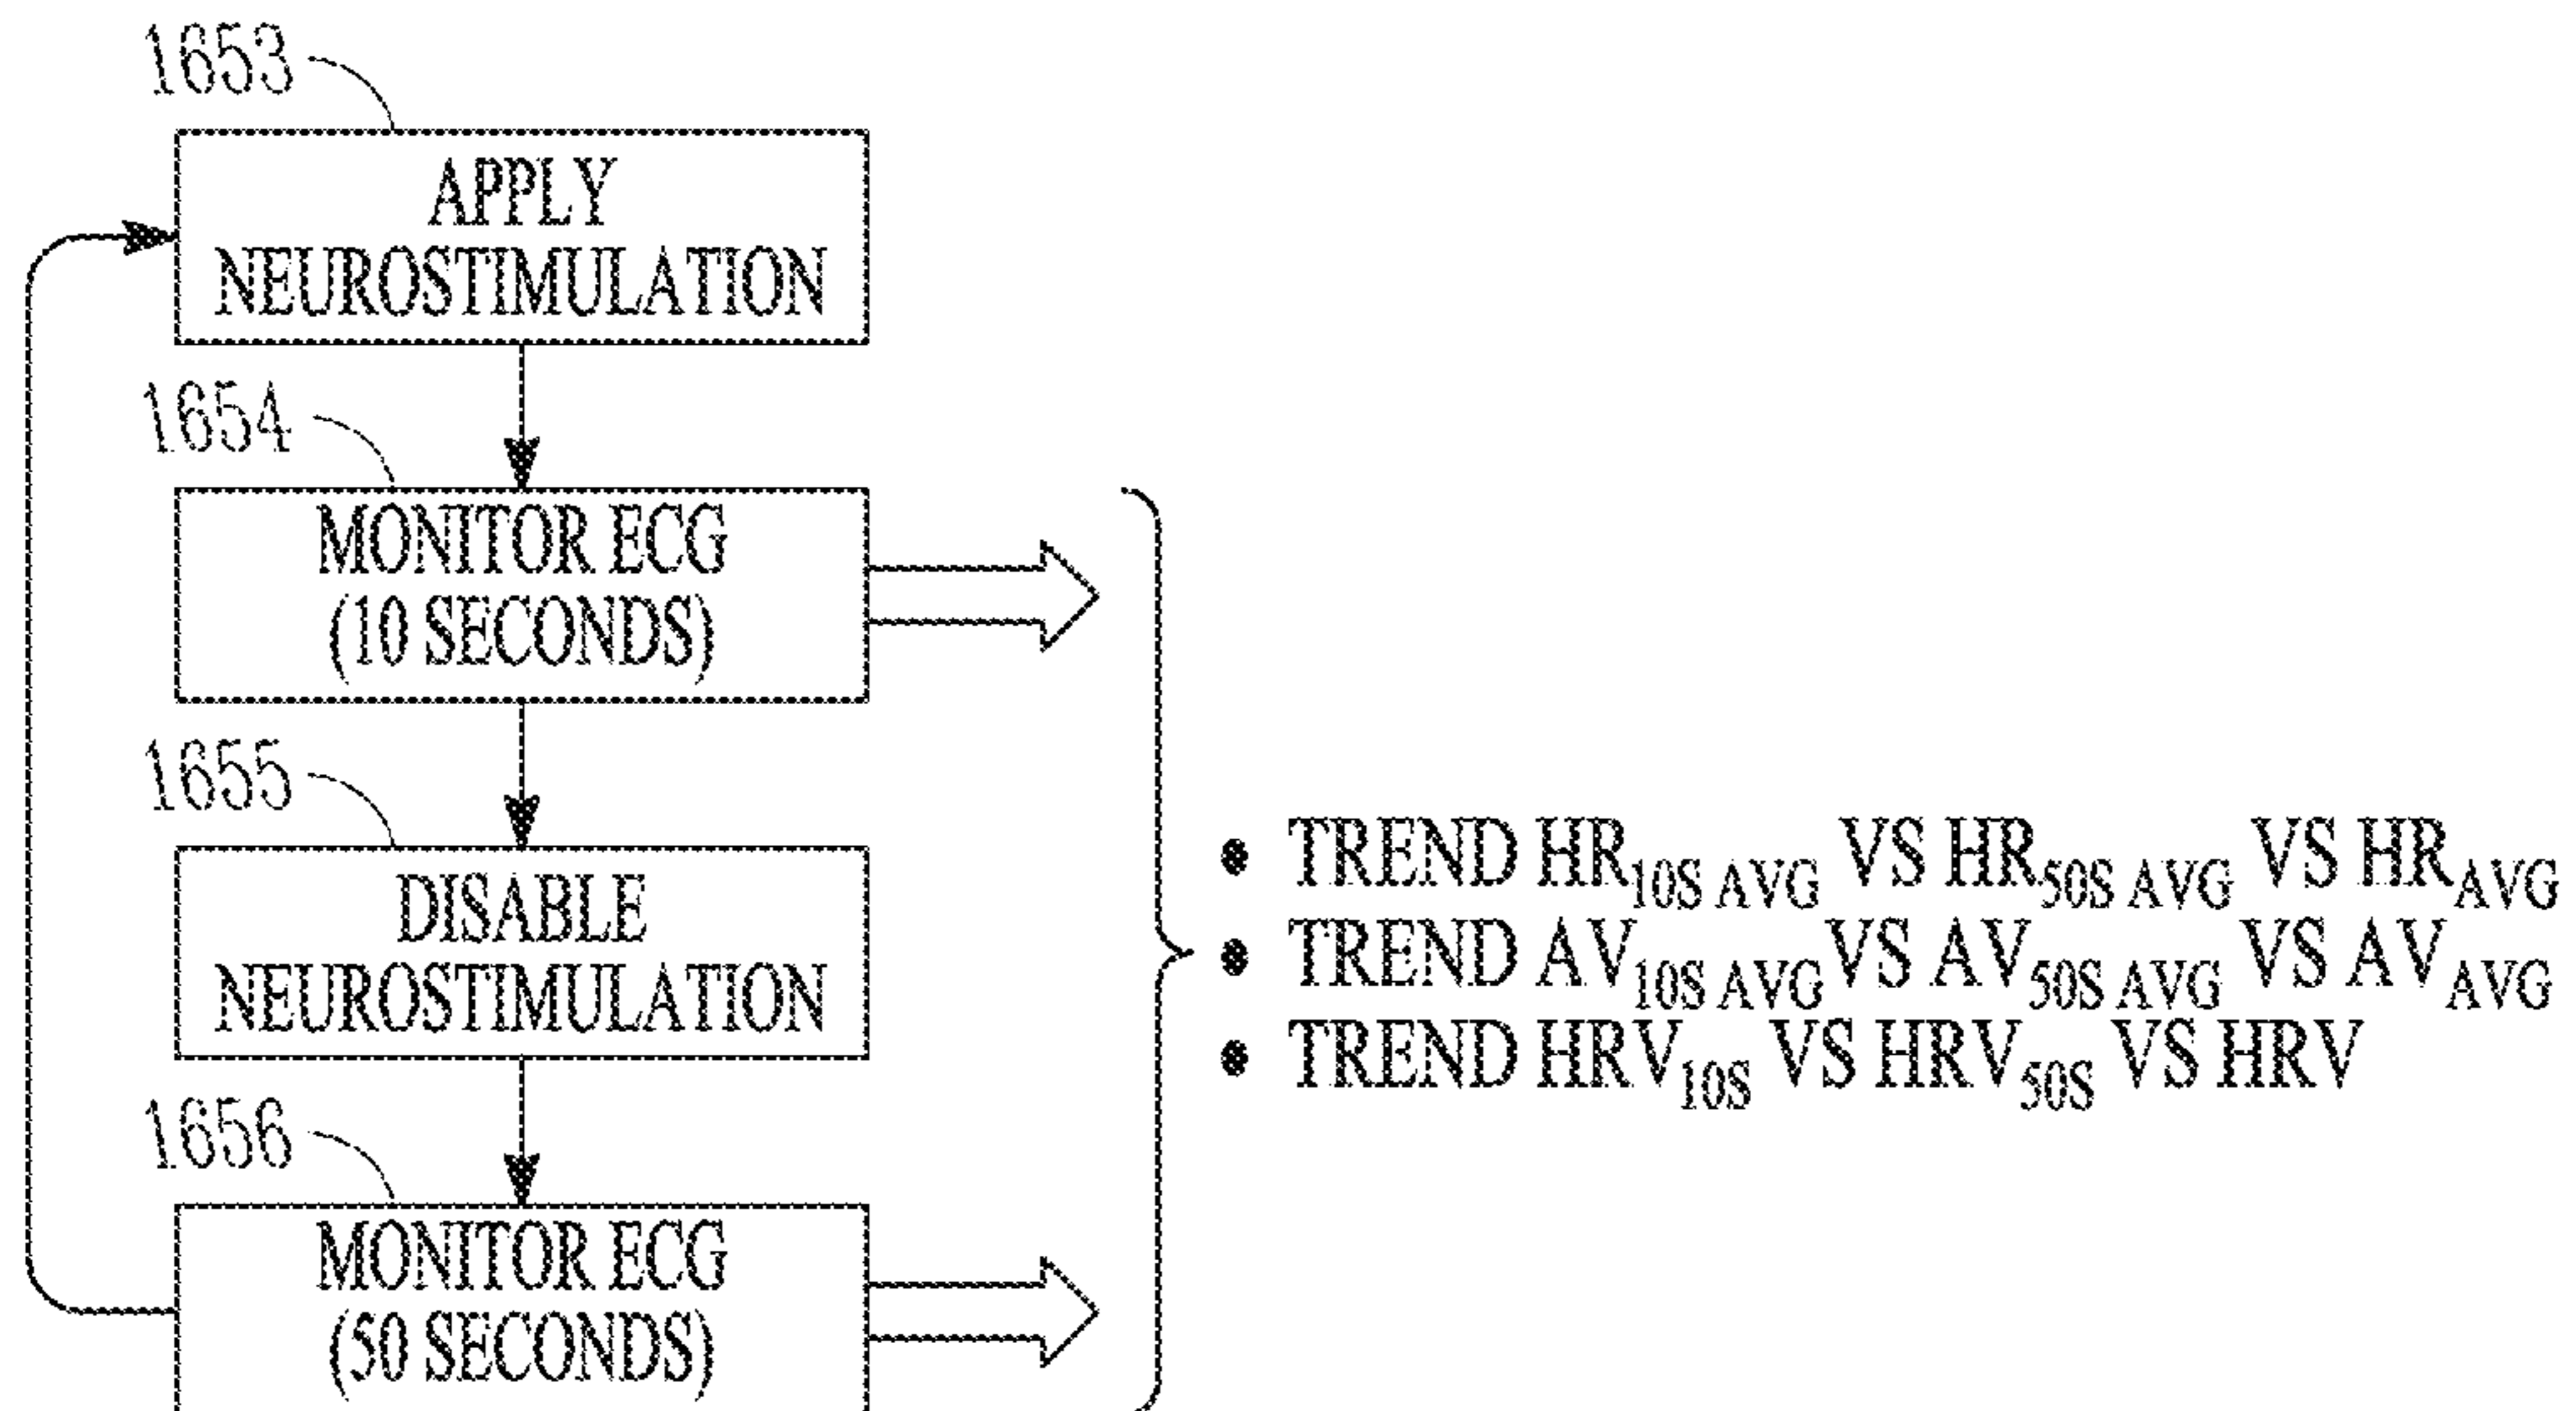 1653
APPLY
NEUROSTIMULATION
1654
MONITOR ECG
(10 SECONDS)
1655
DISABLE
NEUROSTIMULATION
1656
MONITOR ECG
(50 SECONDS)
• TREND HR10S AVG VS HR50S AVG VS HRAVG
• TREND AV10S AVG VS AV50S AVG VS AVAVG
• TREND HRV10S VS HRV50S VS HRV